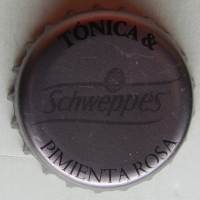 TÓNICA &
Schweppes
PIMIENTA ROSA